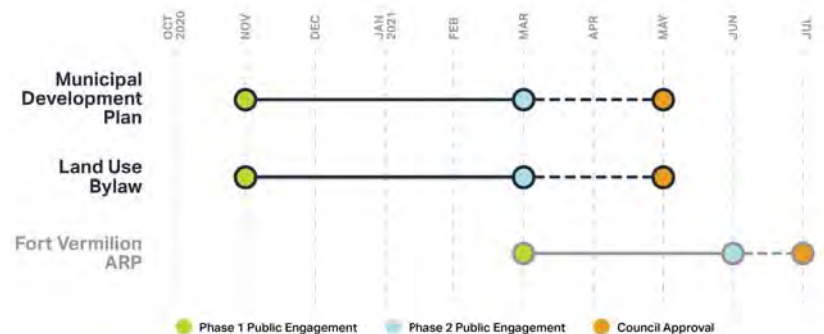 OCT
2020
NOV
DEC
JAN
2021
FEB
MAR
APR
MAY
JUN
JUL
Municipal
Development
Plan
Land Use
Bylaw
Fort Vermilion
ARP
Phase 1 Public Engagement
Phase 2 Public Engagement
Council Approval